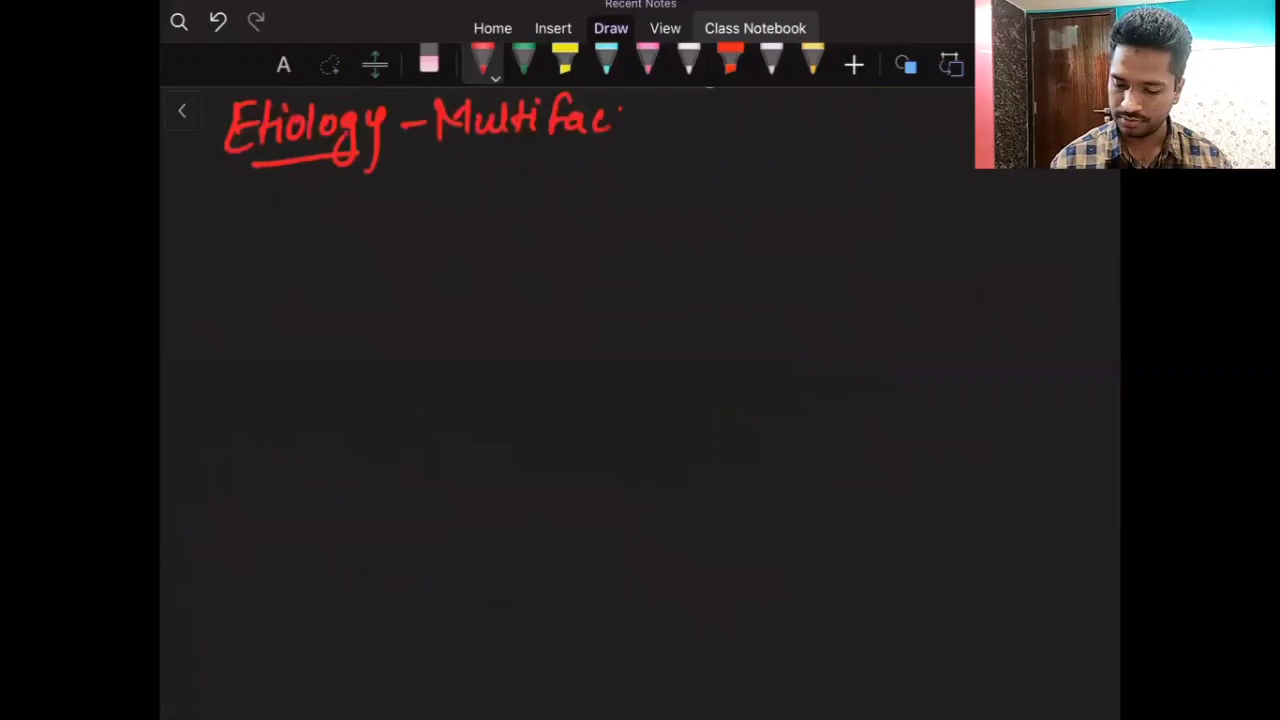 Recent Notes
Home Insert Draw View Class Notebook
A
Etiology - Multifac